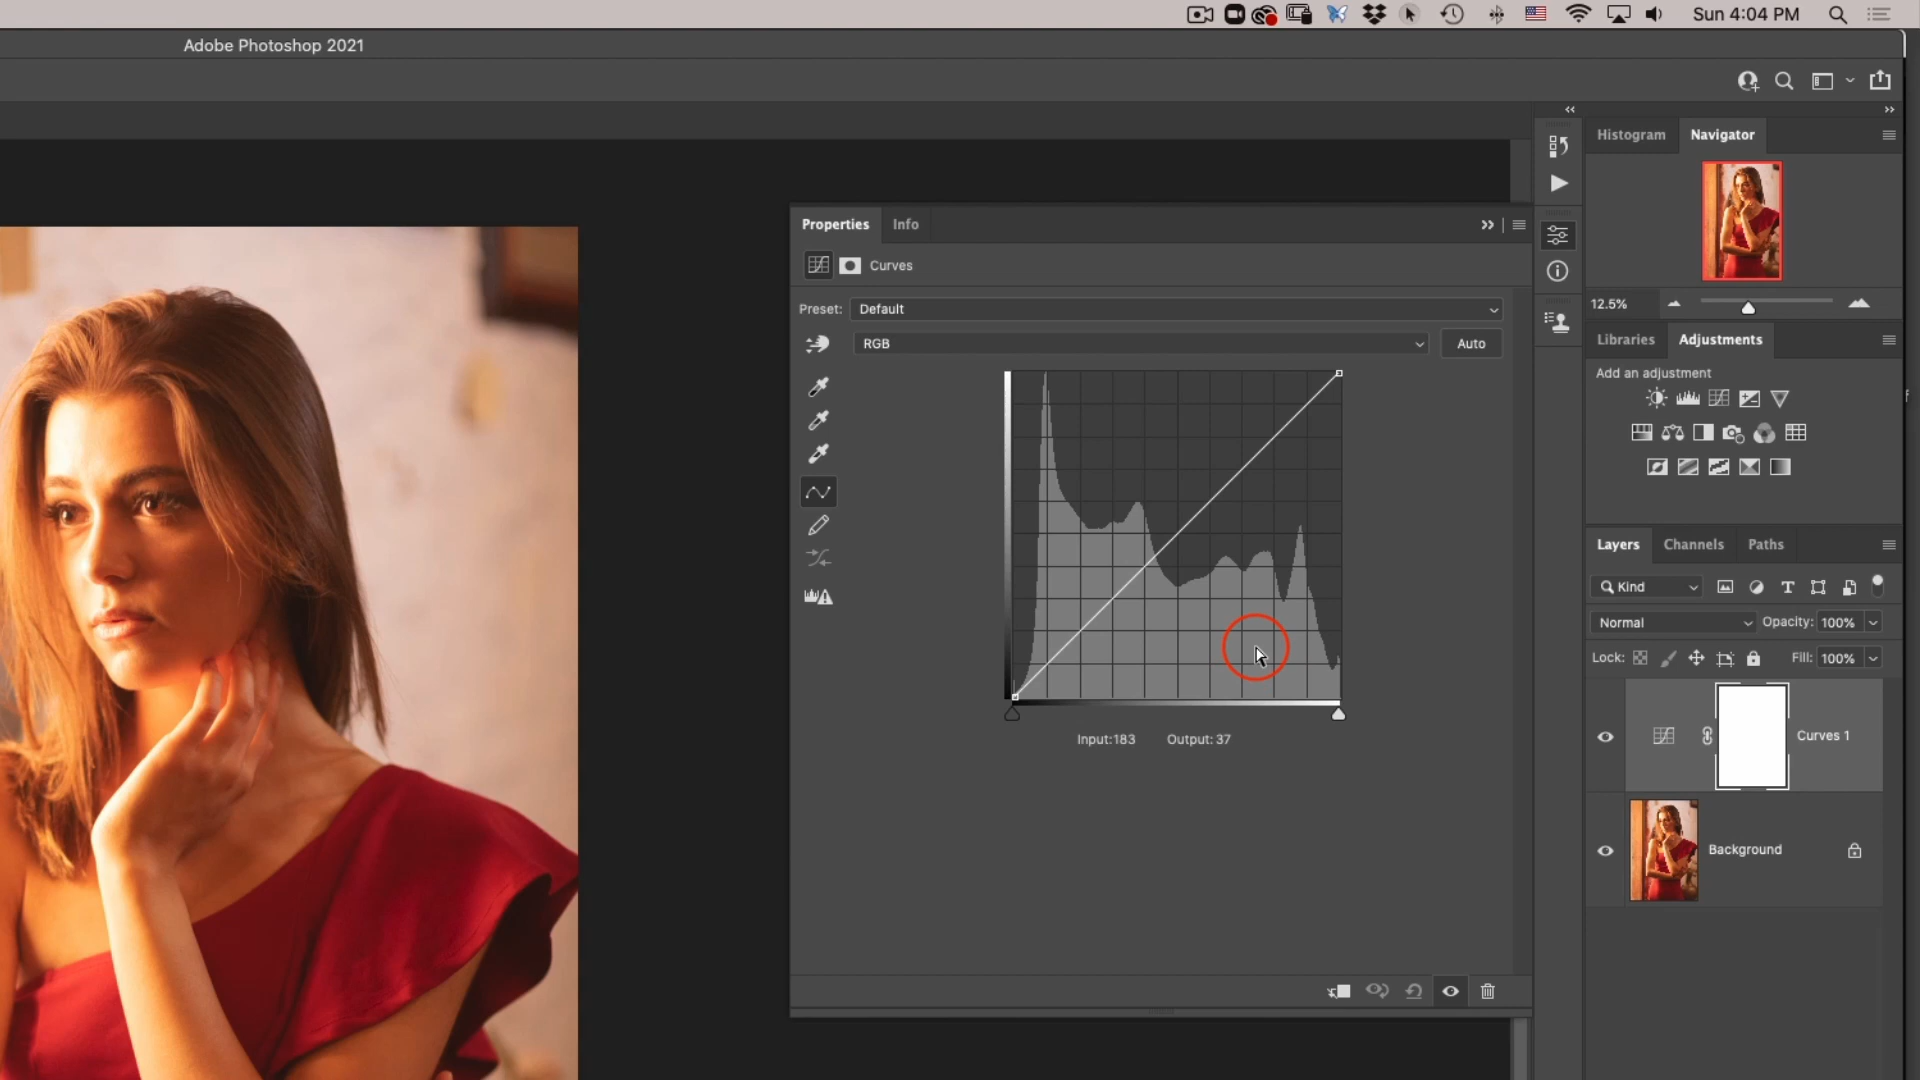 Sun 4:04 PM
Adobe Photoshop 2021
Histogram Navigator
Properties Info
Curves
Preset: Default
12.5%
RGB Auto
Libraries Adjustments
Add an adjustment
Layers Channels Paths
Kind
Normal Opacity: 100%
Lock: Fill: 100%
Input:183 Output: 37
Curves 1
Background